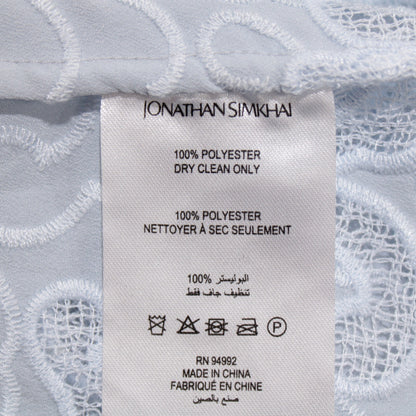 JONATHAN SIMKHAI
100% POLYESTER
DRY CLEAN ONLY
100% POLYESTER
NETTOYER À SEC SEULEMENT
البوليستر 100%
تنظيف جاف فقط
P
RN 94992
MADE IN CHINA
FABRIQUÉ EN CHINE
صنع بالصين